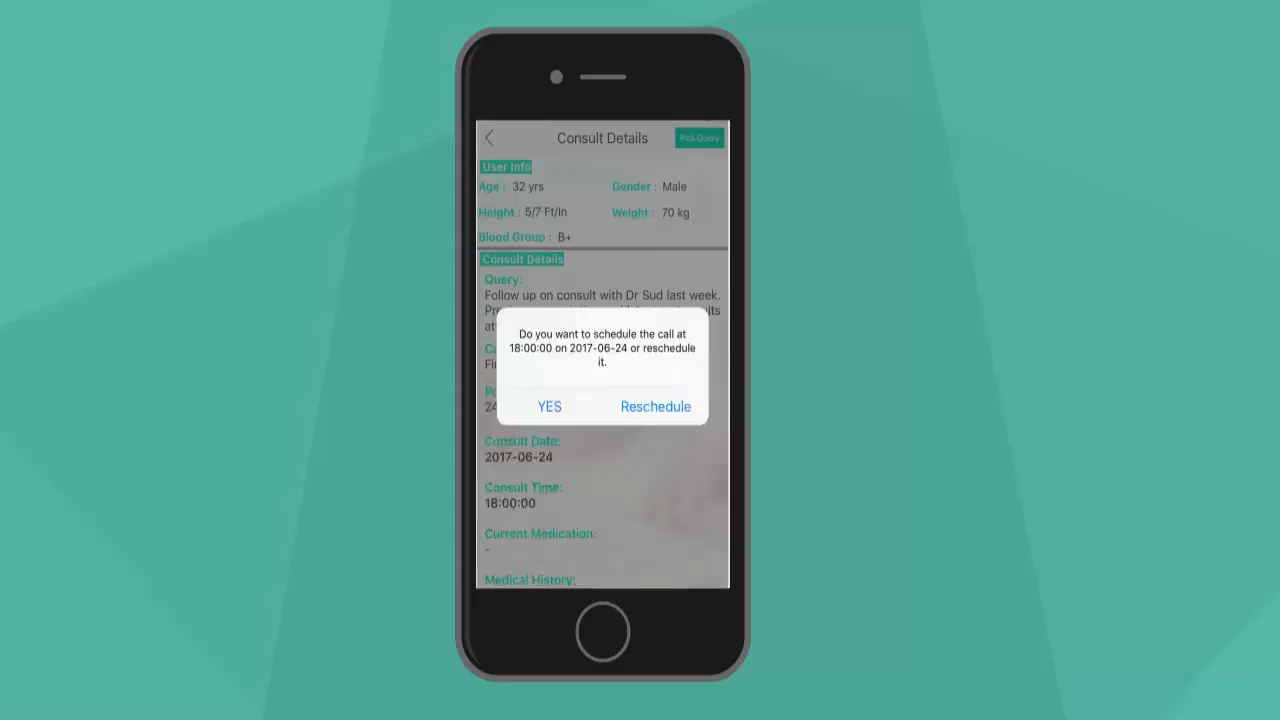 Consult Details
Pick Query
User Info
Age : 32 yrs
Gender : Male
Height : 5/7 Ft/In
Weight : 70 kg
Blood Group : B+
Consult Details
Query:
Follow up on consult with Dr Sud last week.
at
Do you want to schedule the call at
18:00:00 on 2017-06-24 or reschedule
it.
YES
Reschedule
24
Consult Date:
2017-06-24
Consult Time:
18:00:00
Current Medication:
-
Medical History: